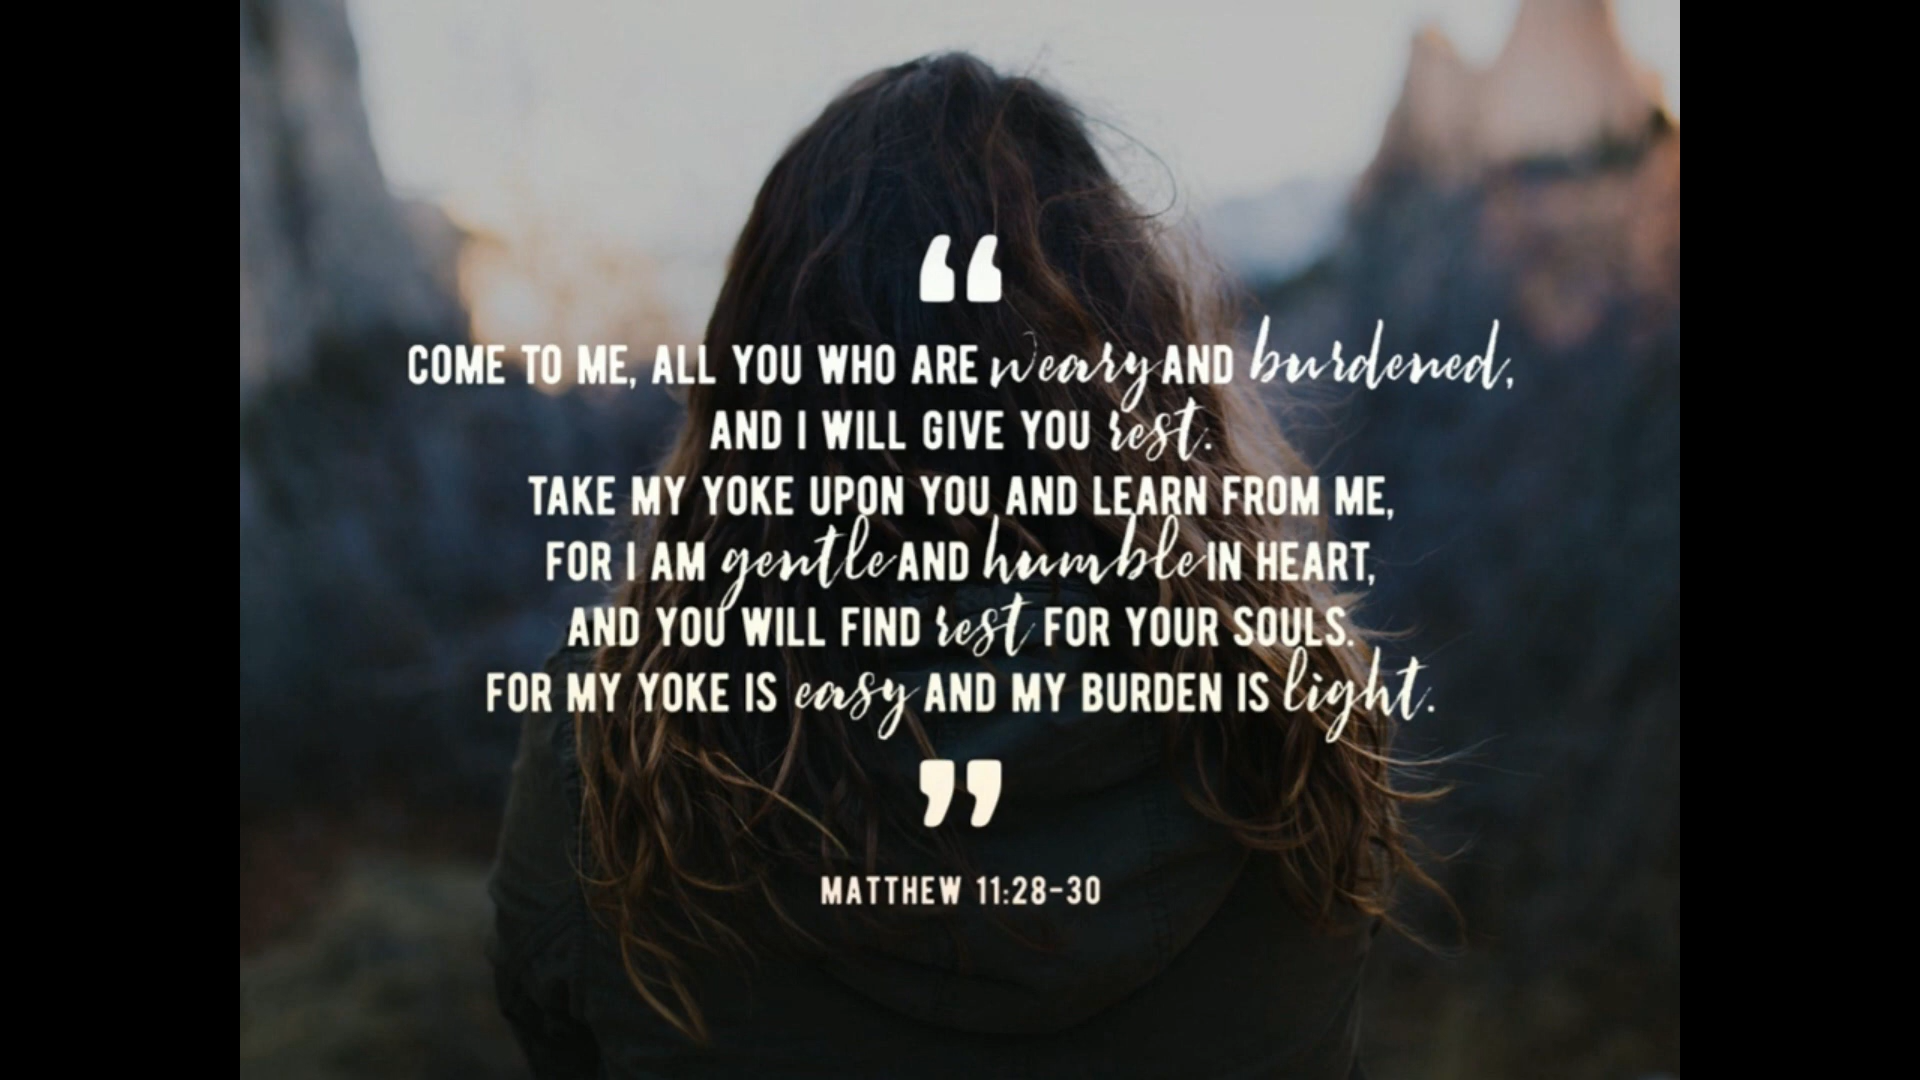 “
COME TO ME, ALL YOU WHO ARE weary AND burdened,
AND I WILL GIVE YOU rest.
TAKE MY YOKE UPON YOU AND LEARN FROM ME,
FOR I AM gentle AND humble IN HEART,
AND YOU WILL FIND rest FOR YOUR SOULS.
FOR MY YOKE IS easy AND MY BURDEN IS light.
”
MATTHEW 11:28-30